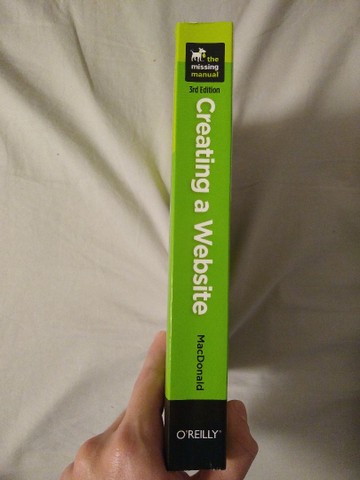 the
missing
manual
3rd Edition
Creating a Website
MacDonald
O'REILLY